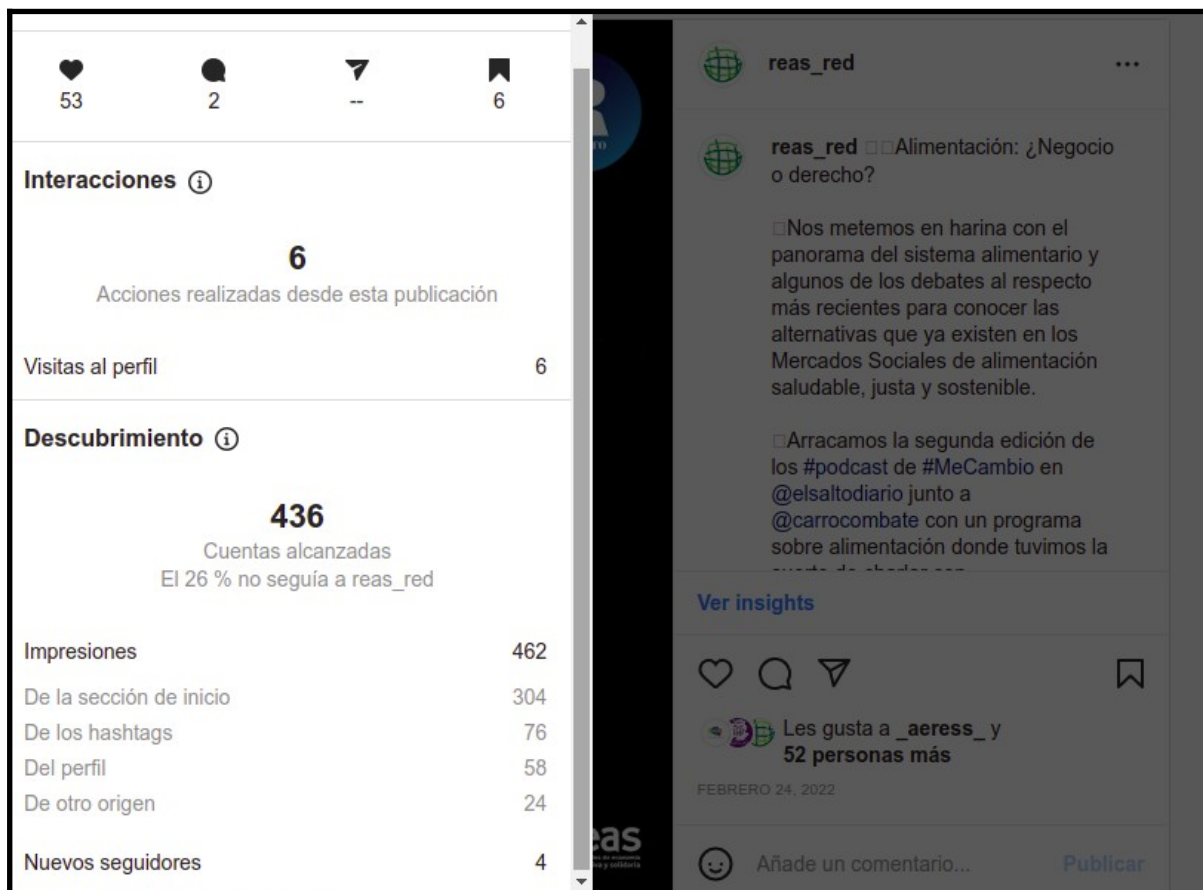 53 2 -- 6
Interacciones
6
Acciones realizadas desde esta publicación
Visitas al perfil 6
Descubrimiento
436
Cuentas alcanzadas
El 26 % no seguía a reas_red
Impresiones 462
De la sección de inicio 304
De los hashtags 76
Del perfil 58
De otro origen 24
Nuevos seguidores 4
reas_red
reas_red Alimentación: ¿Negocio
o derecho?
Nos metemos en harina con el
panorama del sistema alimentario y
algunos de los debates al respecto
más recientes para conocer las
alternativas que ya existen en los
Mercados Sociales de alimentación
saludable, justa y sostenible.
Arracamos la segunda edición de
los #podcast de #MeCambio en
@elsaltodiario junto a
@carrocombate con un programa
sobre alimentación donde tuvimos la
Ver insights
Les gusta a _aeress_ y
52 personas más
FEBRERO 24, 2022
Añade un comentario... Publicar